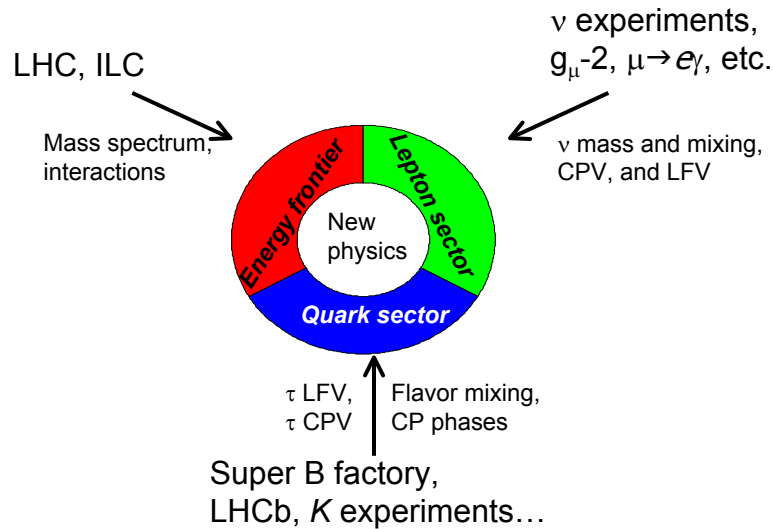 LHC, ILC
ν experiments,
gμ-2, μ→eγ, etc.
Mass spectrum,
interactions
ν mass and mixing,
CPV, and LFV
Energy frontier
Lepton sector
New
physics
Quark sector
τ LFV,
τ CPV
Flavor mixing,
CP phases
Super B factory,
LHCb, K experiments…